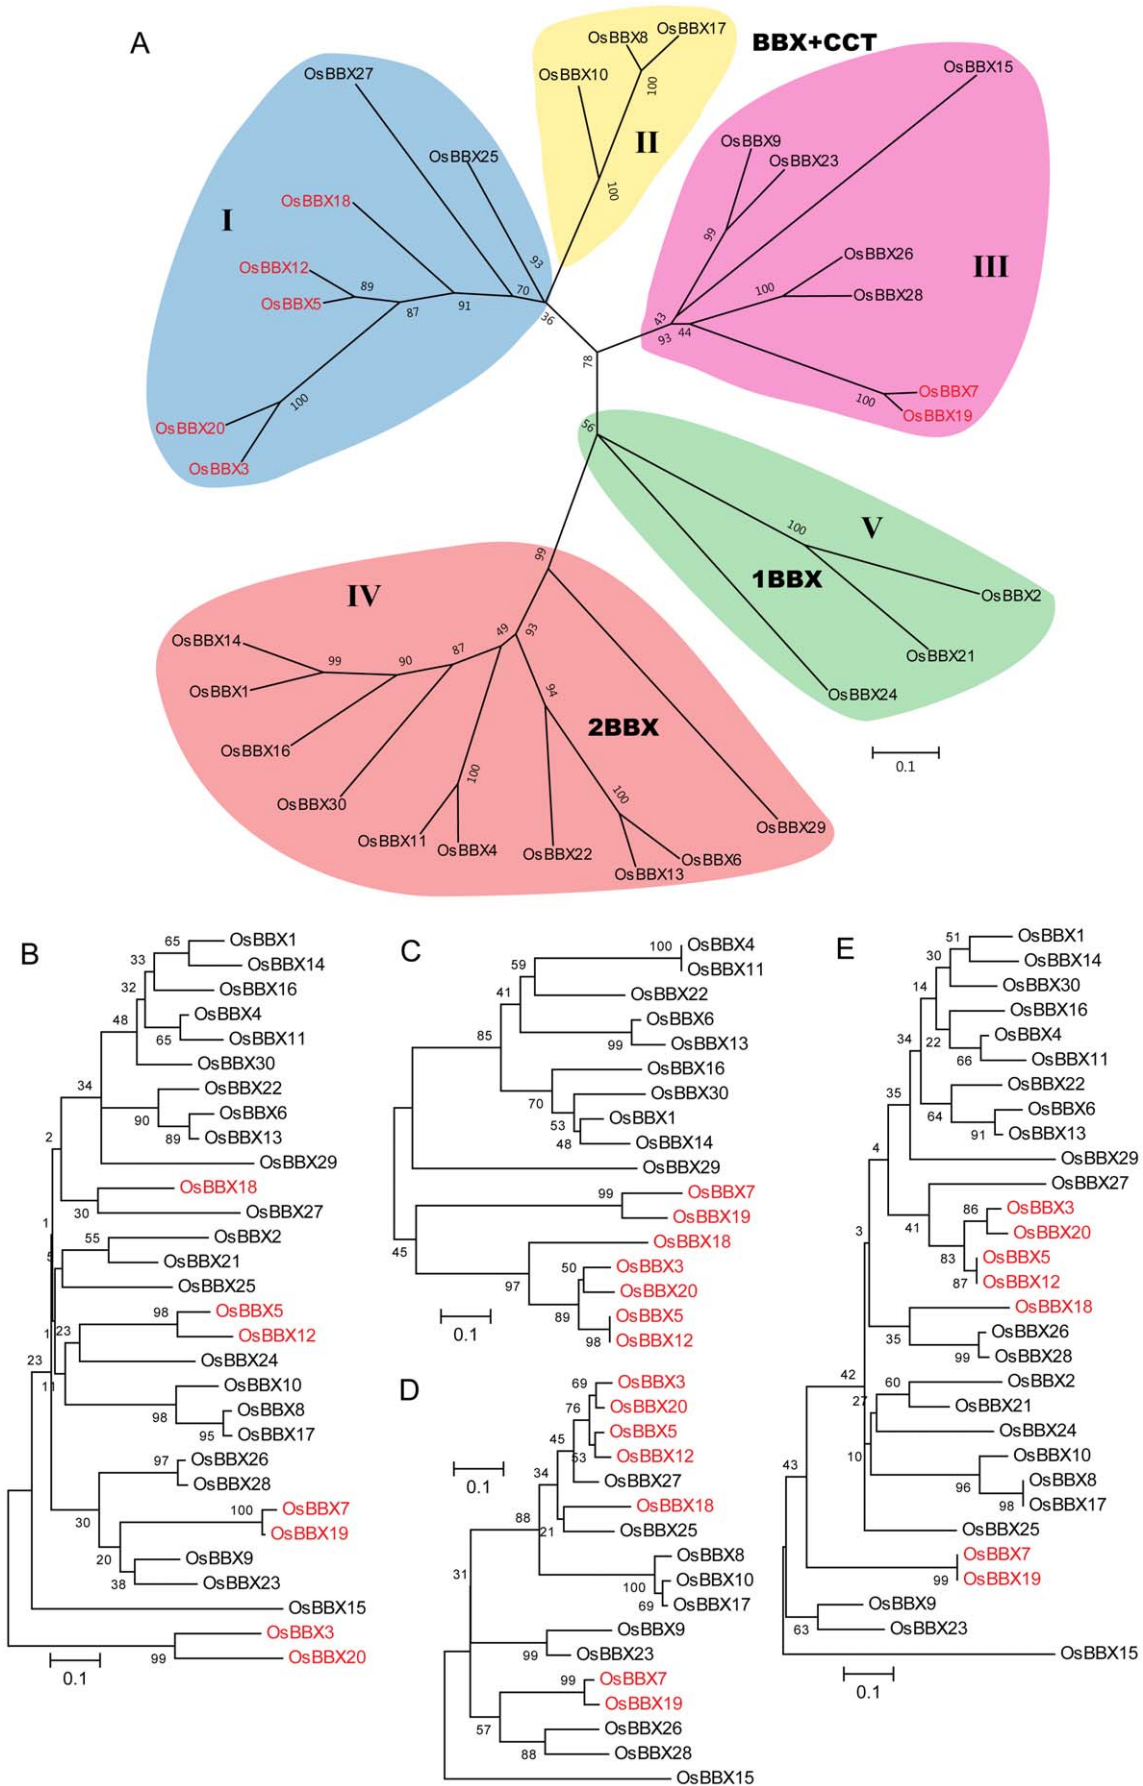 A
BBX+CCT
I
OsBBX27
OsBBX25
OsBBX18
OsBBX12
OsBBX5
OsBBX20
OsBBX3
93
70
91
89
87
100
36
II
OsBBX8
OsBBX17
OsBBX10
100
100
III
OsBBX15
OsBBX9
OsBBX23
OsBBX26
OsBBX28
OsBBX7
OsBBX19
99
100
43
93
44
100
78
56
V
1BBX
100
OsBBX2
OsBBX21
OsBBX24
0.1
IV
2BBX
99
93
49
87
90
99
94
100
100
OsBBX14
OsBBX1
OsBBX16
OsBBX30
OsBBX11
OsBBX4
OsBBX22
OsBBX13
OsBBX6
OsBBX29
B
OsBBX1
OsBBX14
OsBBX16
OsBBX4
OsBBX11
OsBBX30
OsBBX22
OsBBX6
OsBBX13
OsBBX29
OsBBX18
OsBBX27
OsBBX2
OsBBX21
OsBBX25
OsBBX5
OsBBX12
OsBBX24
OsBBX10
OsBBX8
OsBBX17
OsBBX26
OsBBX28
OsBBX7
OsBBX19
OsBBX9
OsBBX23
OsBBX15
OsBBX3
OsBBX20
65
33
32
48
65
34
90
89
2
30
1
55
5
98
1
23
23
11
98
95
97
100
30
20
38
99
0.1
C
OsBBX4
OsBBX11
OsBBX22
OsBBX6
OsBBX13
OsBBX16
OsBBX30
OsBBX1
OsBBX14
OsBBX29
OsBBX7
OsBBX19
OsBBX18
OsBBX3
OsBBX20
OsBBX5
OsBBX12
100
59
41
85
99
70
53
48
99
45
97
50
89
98
0.1
D
OsBBX3
OsBBX20
OsBBX5
OsBBX12
OsBBX27
OsBBX18
OsBBX25
OsBBX8
OsBBX10
OsBBX17
OsBBX9
OsBBX23
OsBBX7
OsBBX19
OsBBX26
OsBBX28
OsBBX15
69
76
45
53
34
88
21
100
69
31
99
99
57
88
0.1
E
OsBBX1
OsBBX14
OsBBX30
OsBBX16
OsBBX4
OsBBX11
OsBBX22
OsBBX6
OsBBX13
OsBBX29
OsBBX27
OsBBX3
OsBBX20
OsBBX5
OsBBX12
OsBBX18
OsBBX26
OsBBX28
OsBBX2
OsBBX21
OsBBX24
OsBBX10
OsBBX8
OsBBX17
OsBBX25
OsBBX7
OsBBX19
OsBBX9
OsBBX23
OsBBX15
51
30
14
34
22
66
35
64
91
4
86
41
83
87
3
35
99
42
60
27
10
96
98
43
99
63
0.1